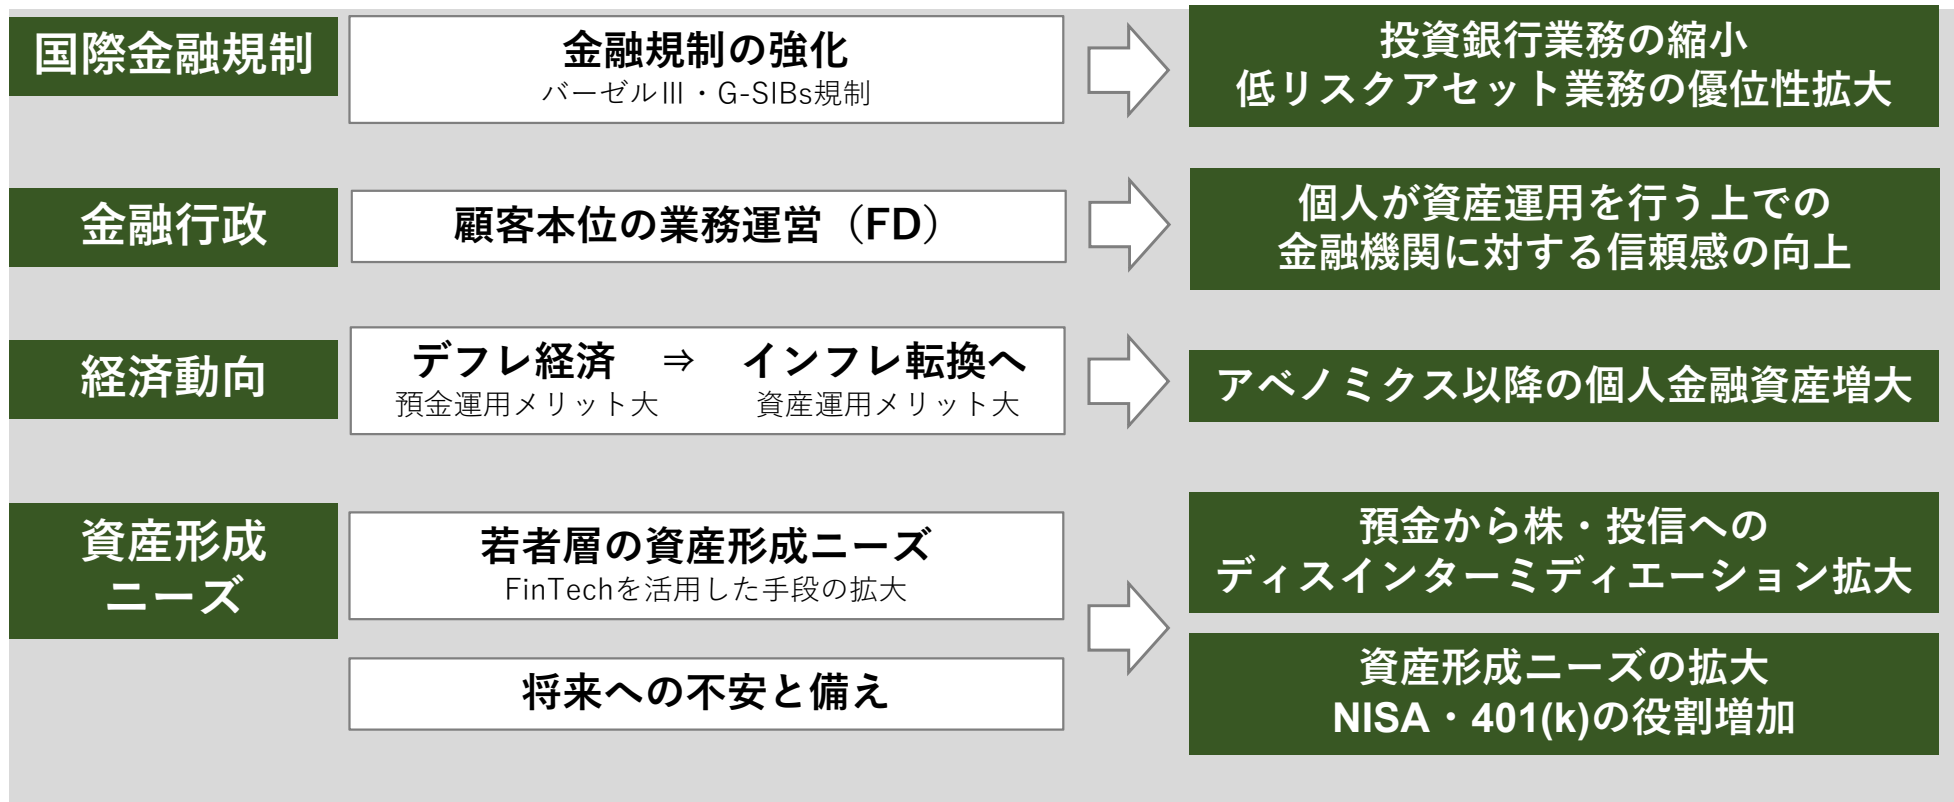 国際金融規制
金融規制の強化
バーゼルⅢ・G-SIBs規制
投資銀行業務の縮小
低リスクアセット業務の優位性拡大
金融行政
顧客本位の業務運営（FD）
個人が資産運用を行う上での
金融機関に対する信頼感の向上
経済動向
デフレ経済　⇒　インフレ転換へ
預金運用メリット大　資産運用メリット大
アベノミクス以降の個人金融資産増大
資産形成
ニーズ
若者層の資産形成ニーズ
FinTechを活用した手段の拡大
将来への不安と備え
預金から株・投信への
ディスインターミディエーション拡大
資産形成ニーズの拡大
NISA・401(k)の役割増加